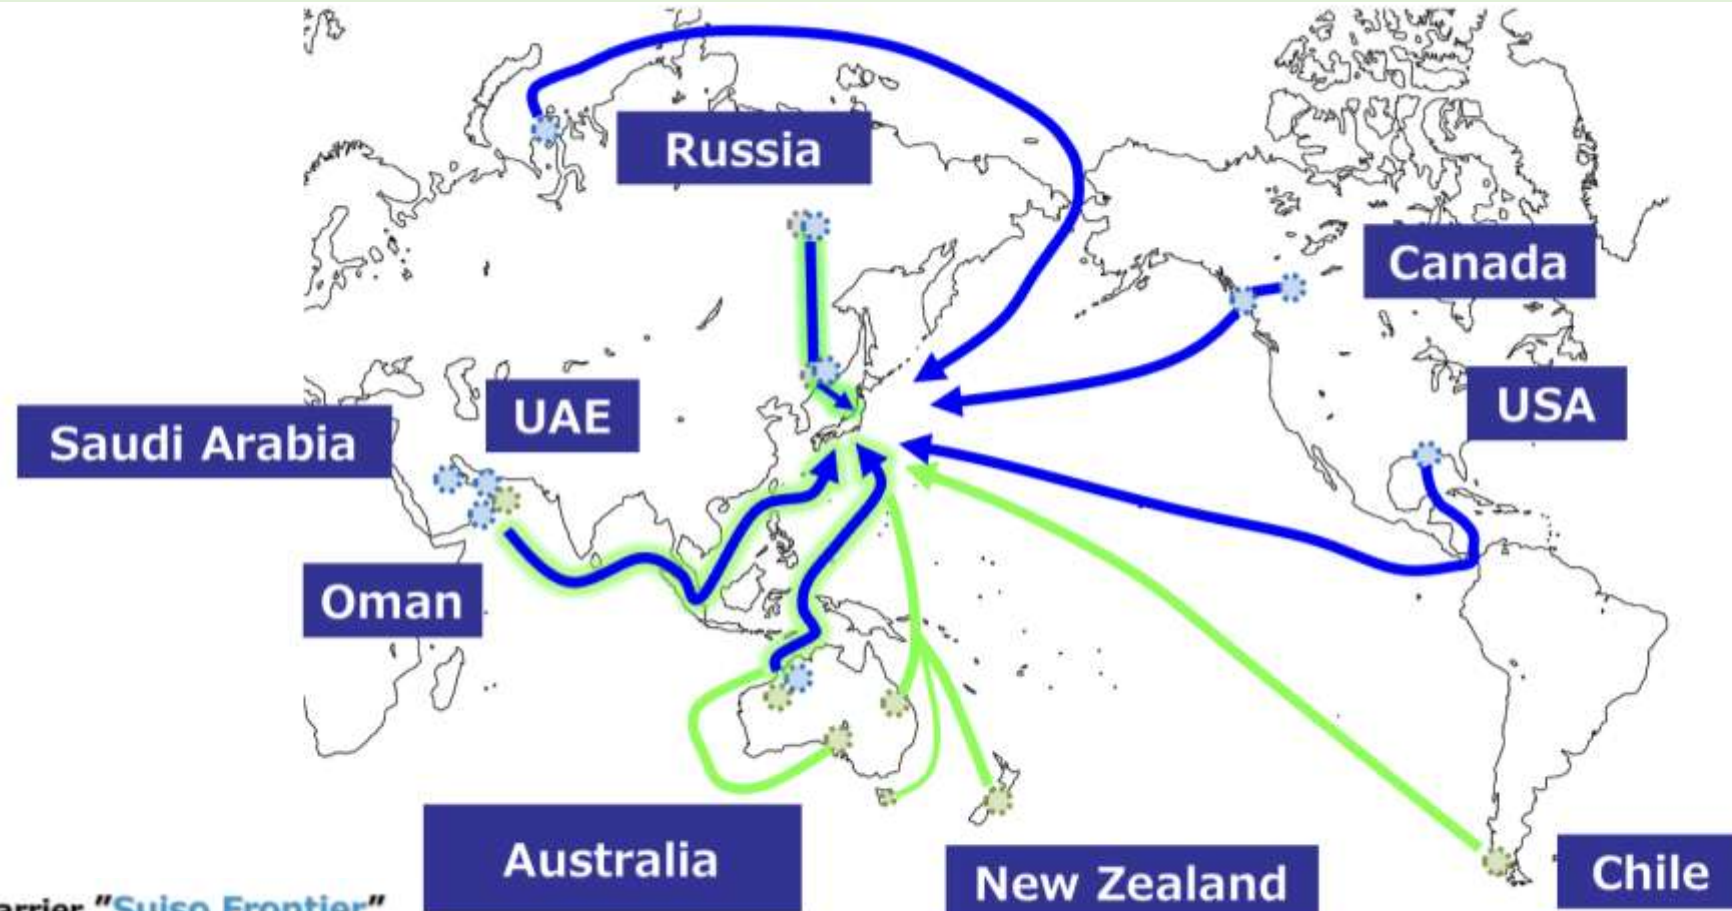 Russia
Canada
USA
UAE
Saudi Arabia
Oman
Australia
New Zealand
Chile
"Suiso Frontier"